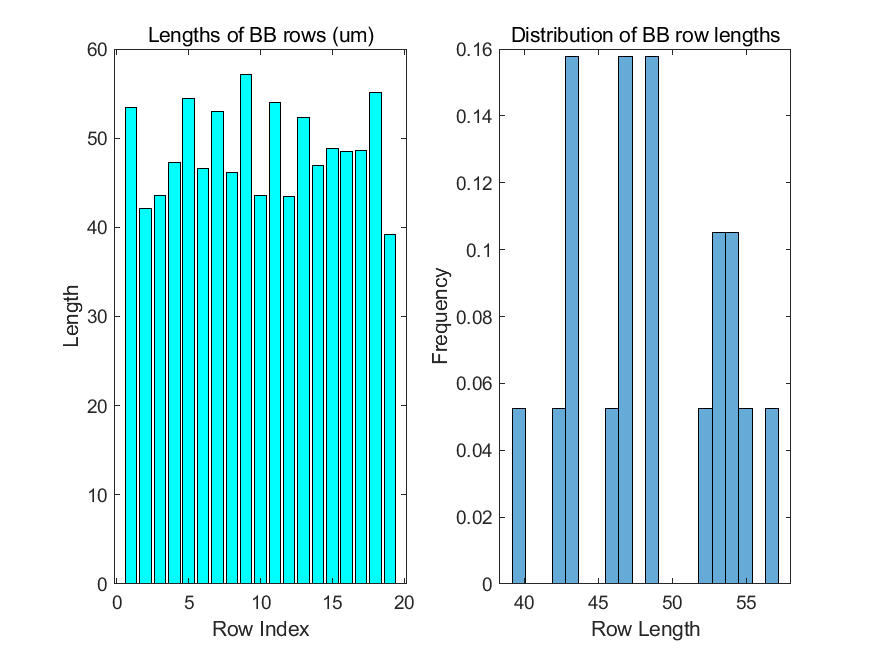 Lengths of BB rows (um)
60
50
40
30
20
10
0
Length
0 5 10 15 20
Row Index
Distribution of BB row lengths
0.16
0.14
0.12
0.1
0.08
0.06
0.04
0.02
0
Frequency
40 45 50 55
Row Length